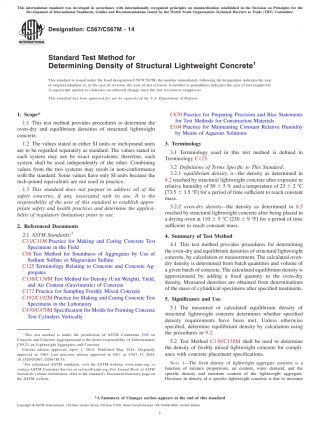 This international standard was developed in accordance with internationally recognized principles on standardization established in the Decision on Principles for the
Development of International Standards, Guides and Recommendations issued by the World Trade Organization Technical Barriers to Trade (TBT) Committee.
Designation: C567/C567M – 14
INTERNATIONAL
Standard Test Method for
Determining Density of Structural Lightweight Concrete1
This standard is issued under the fixed designation C567/C567M; the number immediately following the designation indicates the year
of original adoption or, in the case of revision, the year of last revision. A number in parentheses indicates the year of last reapproval.
A superscript epsilon (ε) indicates an editorial change since the last revision or reapproval.
This standard has been approved for use by agencies of the U.S. Department of Defense.
1. Scope*
1.1 This test method provides procedures to determine the
oven-dry and equilibrium densities of structural lightweight
concrete.
1.2 The values stated in either SI units or inch-pound units
are to be regarded separately as standard. The values stated in
each system may not be exact equivalents; therefore, each
system shall be used independently of the other. Combining
values from the two systems may result in non-conformance
with the standard. Some values have only SI units because the
inch-pound equivalents are not used in practice.
1.3 This standard does not purport to address all of the
safety concerns, if any, associated with its use. It is the
responsibility of the user of this standard to establish appro-
priate safety and health practices and determine the applica-
bility of regulatory limitations prior to use.
2. Referenced Documents
2.1 ASTM Standards:2
C31/C31M Practice for Making and Curing Concrete Test
Specimens in the Field
C88 Test Method for Soundness of Aggregates by Use of
Sodium Sulfate or Magnesium Sulfate
C125 Terminology Relating to Concrete and Concrete Ag-
gregates
C138/C138M Test Method for Density (Unit Weight), Yield,
and Air Content (Gravimetric) of Concrete
C172 Practice for Sampling Freshly Mixed Concrete
C192/C192M Practice for Making and Curing Concrete Test
Specimens in the Laboratory
C470/C470M Specification for Molds for Forming Concrete
Test Cylinders Vertically
1 This test method is under the jurisdiction of ASTM Committee C09 on
Concrete and Concrete Aggregates and is the direct responsibility of Subcommittee
C09.21 on Lightweight Aggregates and Concrete.
Current edition approved
2 For referenced ASTM standards, visit the ASTM website, www.astm.org, or
contact ASTM Customer Service at service@astm.org. For Annual Book of ASTM
Standards volume information, refer to the standard's Document Summary page on
the ASTM website.
C670 Practice for Preparing Precision and Bias Statements
for Test Methods for Construction Materials
E104 Practice for Maintaining Constant Relative Humidity
by Means of Aqueous Solutions
3. Terminology
3.1 Terminology used in this test method is defined in
Terminology C125.
3.2 Definitions of Terms Specific to This Standard:
3.2.1 equilibrium density, n—the density as determined in
8.2 reached by structural lightweight concrete after exposure to
relative humidity of 50 ± 5 % and a temperature of 23 ± 2 °C
[73.5 ± 3.5 °F] for a period of time sufficient to reach constant
mass.
3.2.2 oven-dry density—the density as determined in 8.3
reached by structural lightweight concrete after being placed in
a drying oven at 110 ± 5 °C [230 ± 9 °F] for a period of time
sufficient to reach constant mass.
4. Summary of Test Method
4.1 This test method provides procedures for determining
the oven-dry and equilibrium densities of structural lightweight
concrete, by calculation or measurement. The calculated oven-
dry density is determined from batch quantities and volume of
a given batch of concrete. The calculated equilibrium density is
approximated by adding a fixed quantity to the oven-dry
density. Measured densities are obtained from determinations
of the mass of cylindrical specimens after specified treatments.
5. Significance and Use
5.1 The measured or calculated equilibrium density of
structural lightweight concrete determines whether specified
density requirements have been met. Unless otherwise
specified, determine equilibrium density by calculation using
the procedures in 9.2.
5.2 Test Method C138/C138M shall be used to determine
the density of freshly mixed lightweight concrete for compli-
ance with concrete placement specifications.
NOTE 1—The fresh density of lightweight aggregate concrete is a
function of mixture proportions, air content, water demand, and the
specific density and moisture content of the lightweight aggregate.
Decrease in density of a specific lightweight concrete is due to moisture
*A Summary of Changes section appears at the end of this standard
1